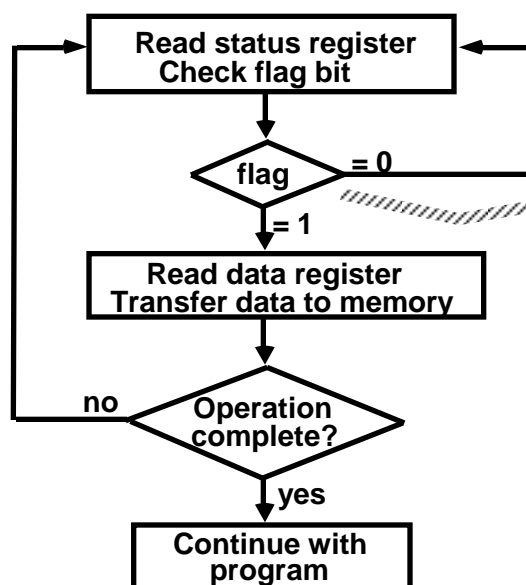 Read status register
Check flag bit
flag
= 0
= 1
Read data register
Transfer data to memory
no
Operation
complete?
yes
Continue with
program